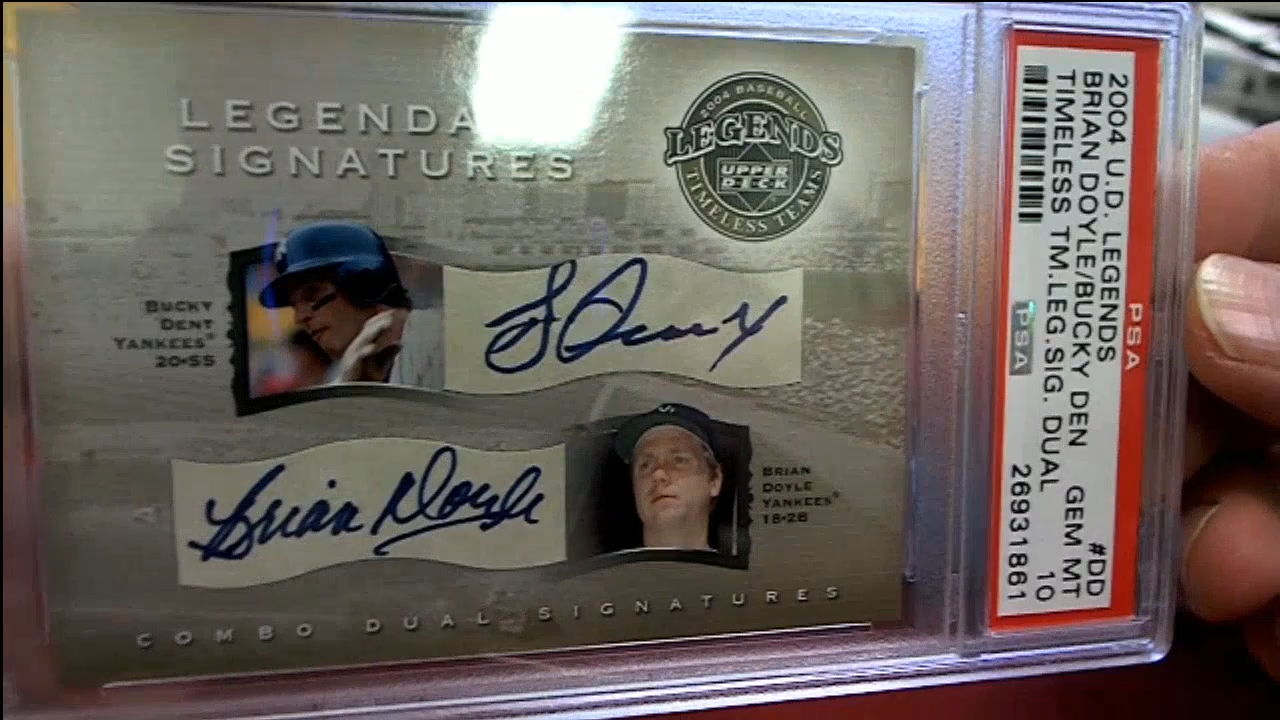 LEGENDA
SIGNATURES
2004 BASEBALL
LEGENDS
UPPER
DECK
TIMELESS TEAMS
BUCKY
DENT
YANKEES®
20•55
BRIAN
DOYLE
YANKEES®
18•28
Brian Doyle
COMBO DUAL SIGNATURES
PSA
2004 U.D. LEGENDS #DD
BRIAN DOYLE/BUCKY DEN GEM MT
TIMELESS TM.LEG.SIG. DUAL 10
PSA 26931861